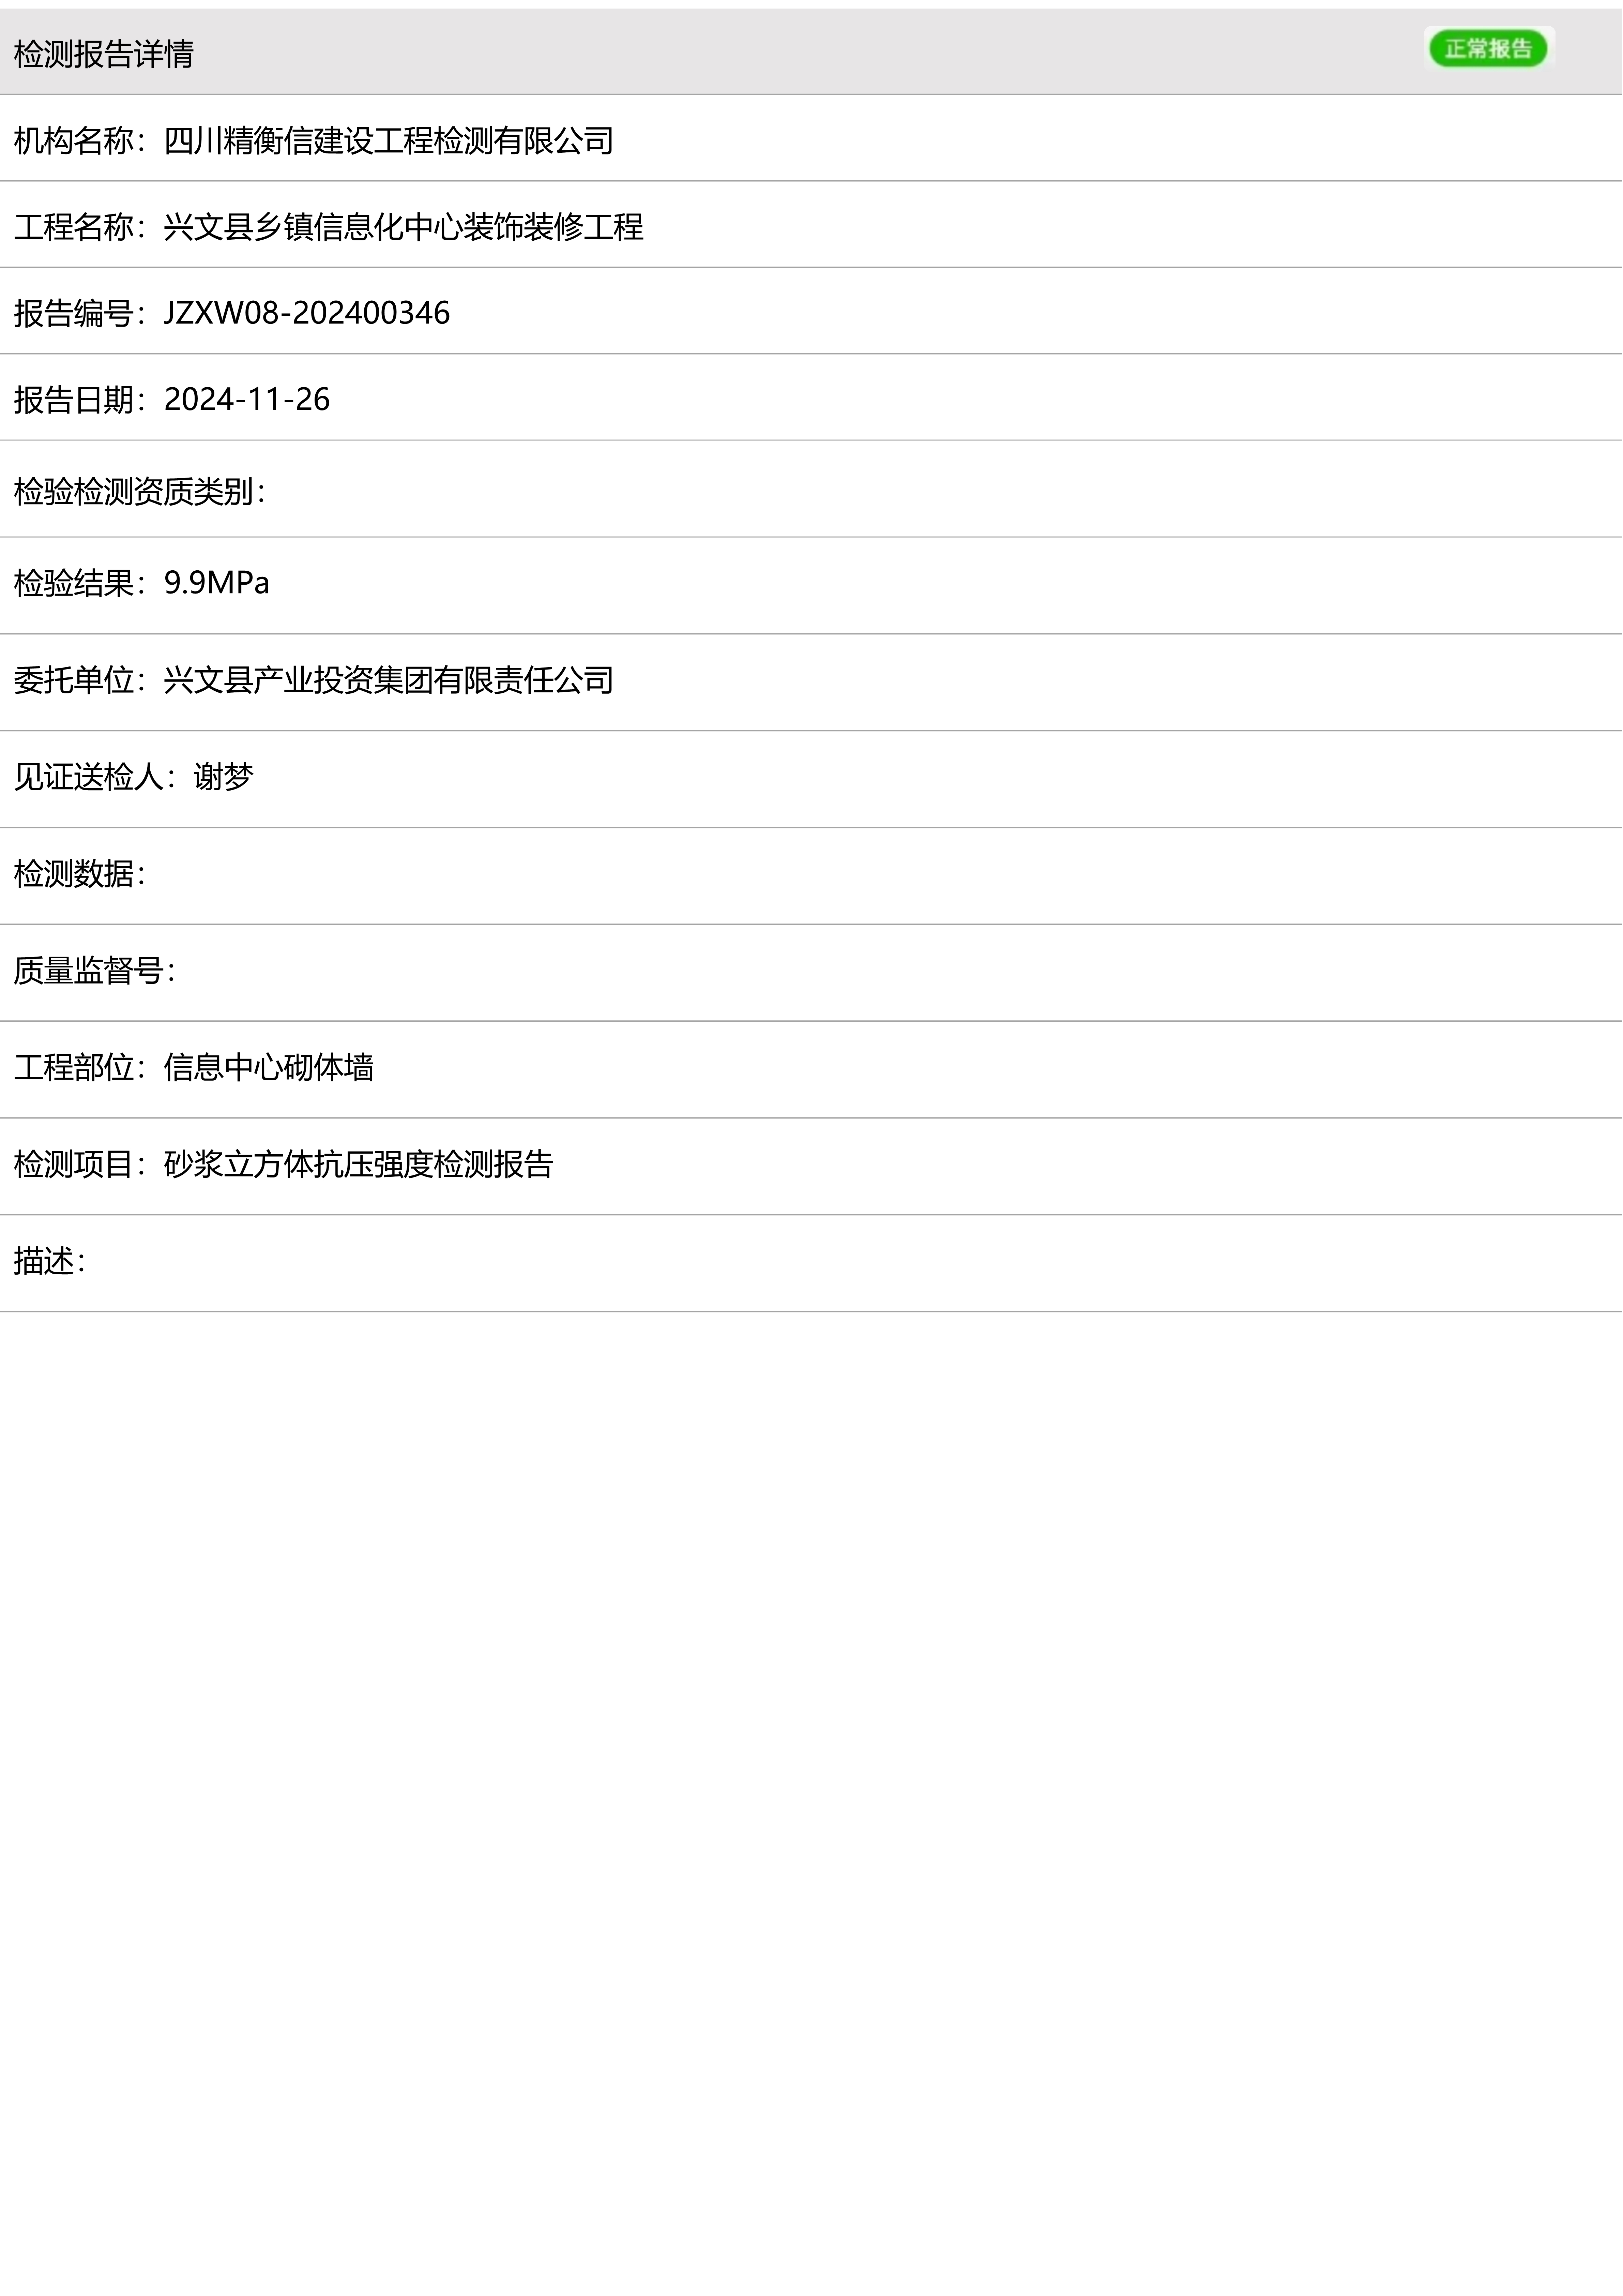 检测报告详情 正常报告
机构名称：四川精衡信建设工程检测有限公司
工程名称：兴文县乡镇信息化中心装饰装修工程
报告编号：JZXW08-202400346
报告日期：2024-11-26
检验检测资质类别：
检验结果：9.9MPa
委托单位：兴文县产业投资集团有限责任公司
见证送检人：谢梦
检测数据：
质量监督号：
工程部位：信息中心砌体墙
检测项目：砂浆立方体抗压强度检测报告
描述：